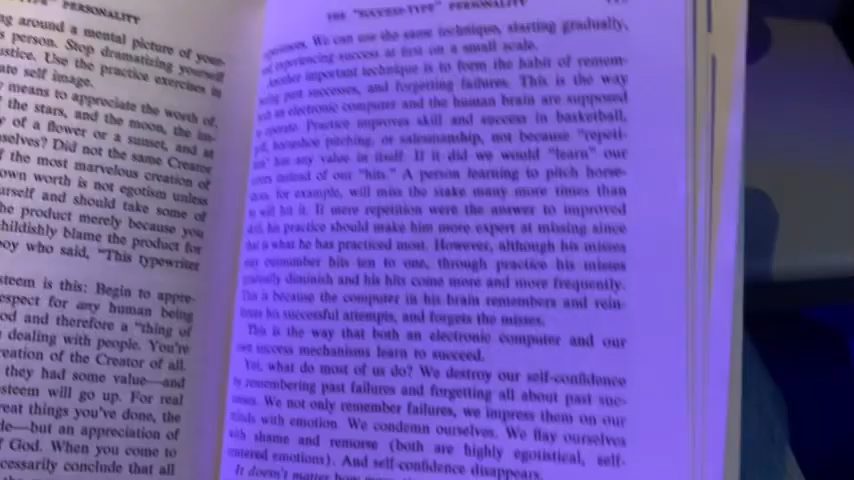 PERSONALITY
ng around a mental picture of your-
s person. Stop dramatizing yourself
ustice. Use the practice exercises in
ate self image.
means to appreciate the worth of,
the stars, and the moon, the im-
y of a flower or a sunset, and at
selves? Did not the same Creator
f the most marvelous creation of
own worth is not egotism unless
urself and should take some of
he product merely because you
hildishly blame the product for
boy who said, "This typewriter
steem is this: Begin to appre-
espect for any human being
od and therefore a "thing of
dealing with people. You're
eation of the Creator of all.
they had some value—and
steem will go up. For real
reat things you've done, the
de—but an appreciation of
f God. When you come to
cessarily conclude that all
THE "SUCCESS-TYPE" PERSONALITY
We can use the same technique, starting gradually,
experiencing success at first on a small scale.
Another important technique is to form the habit of remem-
past successes, and forgetting failures. This is the way
an electronic computer and the human brain are supposed
operate. Practice improves skill and success in basketball,
horseshoe pitching, or salesmanship, not because "repeti-
has any value in itself. If it did we would "learn" our
instead of our "hits." A person learning to pitch horse-
for example, will miss the stake many more times than
will hit it. If mere repetition were the answer to improved
his practice should make him more expert at missing since
is what he has practiced most. However, although his misses
may outnumber hits ten to one, through practice his misses
gradually diminish and his hits come more and more frequently.
This is because the computer in his brain remembers and rein-
his successful attempts, and forgets the misses.
This is the way that both an electronic computer and our
own success mechanisms learn to succeed.
Yet, what do most of us do? We destroy our self-confidence
by remembering past failures and forgetting all about past suc-
We not only remember failures, we impress them on our
minds with emotion. We condemn ourselves. We flay ourselves
with shame and remorse (both are highly egotistical, self-
centered emotions). And self-confidence disappears.
It doesn't matter how